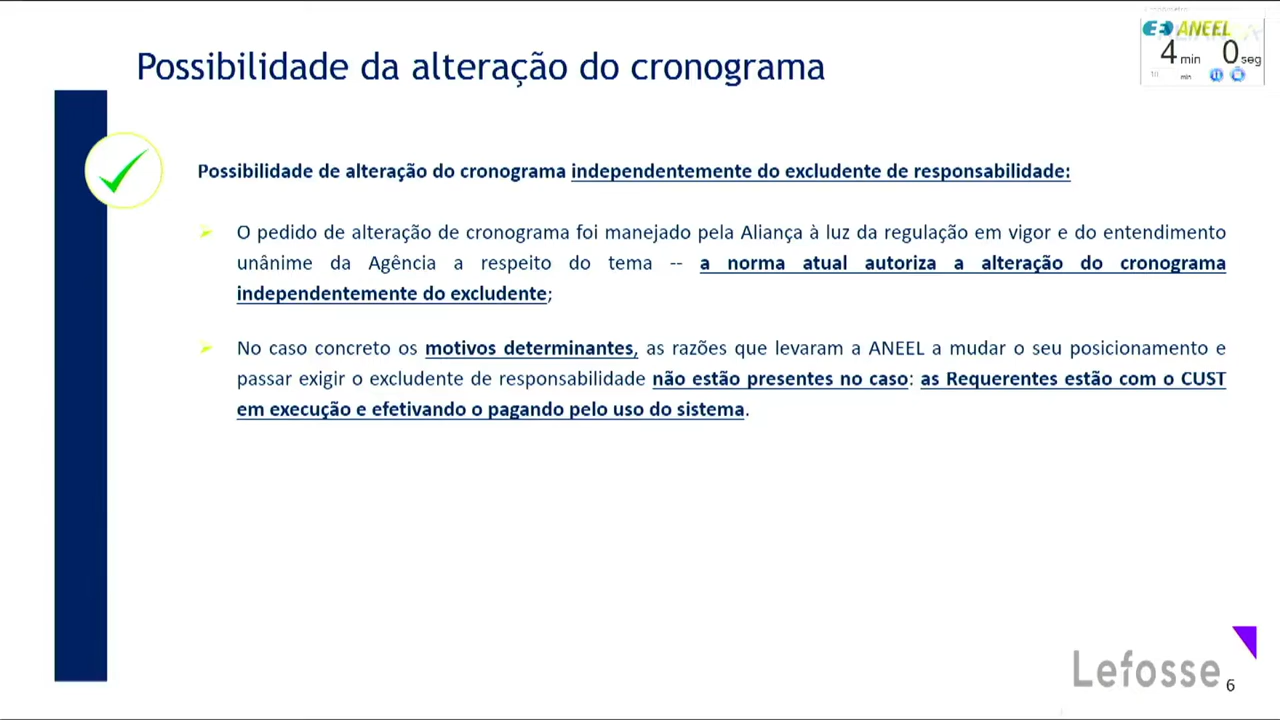 ANEEL
4 min 0 seg
10 min
Possibilidade da alteração do cronograma
Possibilidade de alteração do cronograma independentemente do excludente de responsabilidade:
O pedido de alteração de cronograma foi manejado pela Aliança à luz da regulação em vigor e do entendimento
unânime da Agência a respeito do tema -- a norma atual autoriza a alteração do cronograma
independentemente do excludente;
No caso concreto os motivos determinantes, as razões que levaram a ANEEL a mudar o seu posicionamento e
passar exigir o excludente de responsabilidade não estão presentes no caso: as Requerentes estão com o CUST
em execução e efetivando o pagando pelo uso do sistema.
Lefosse
6